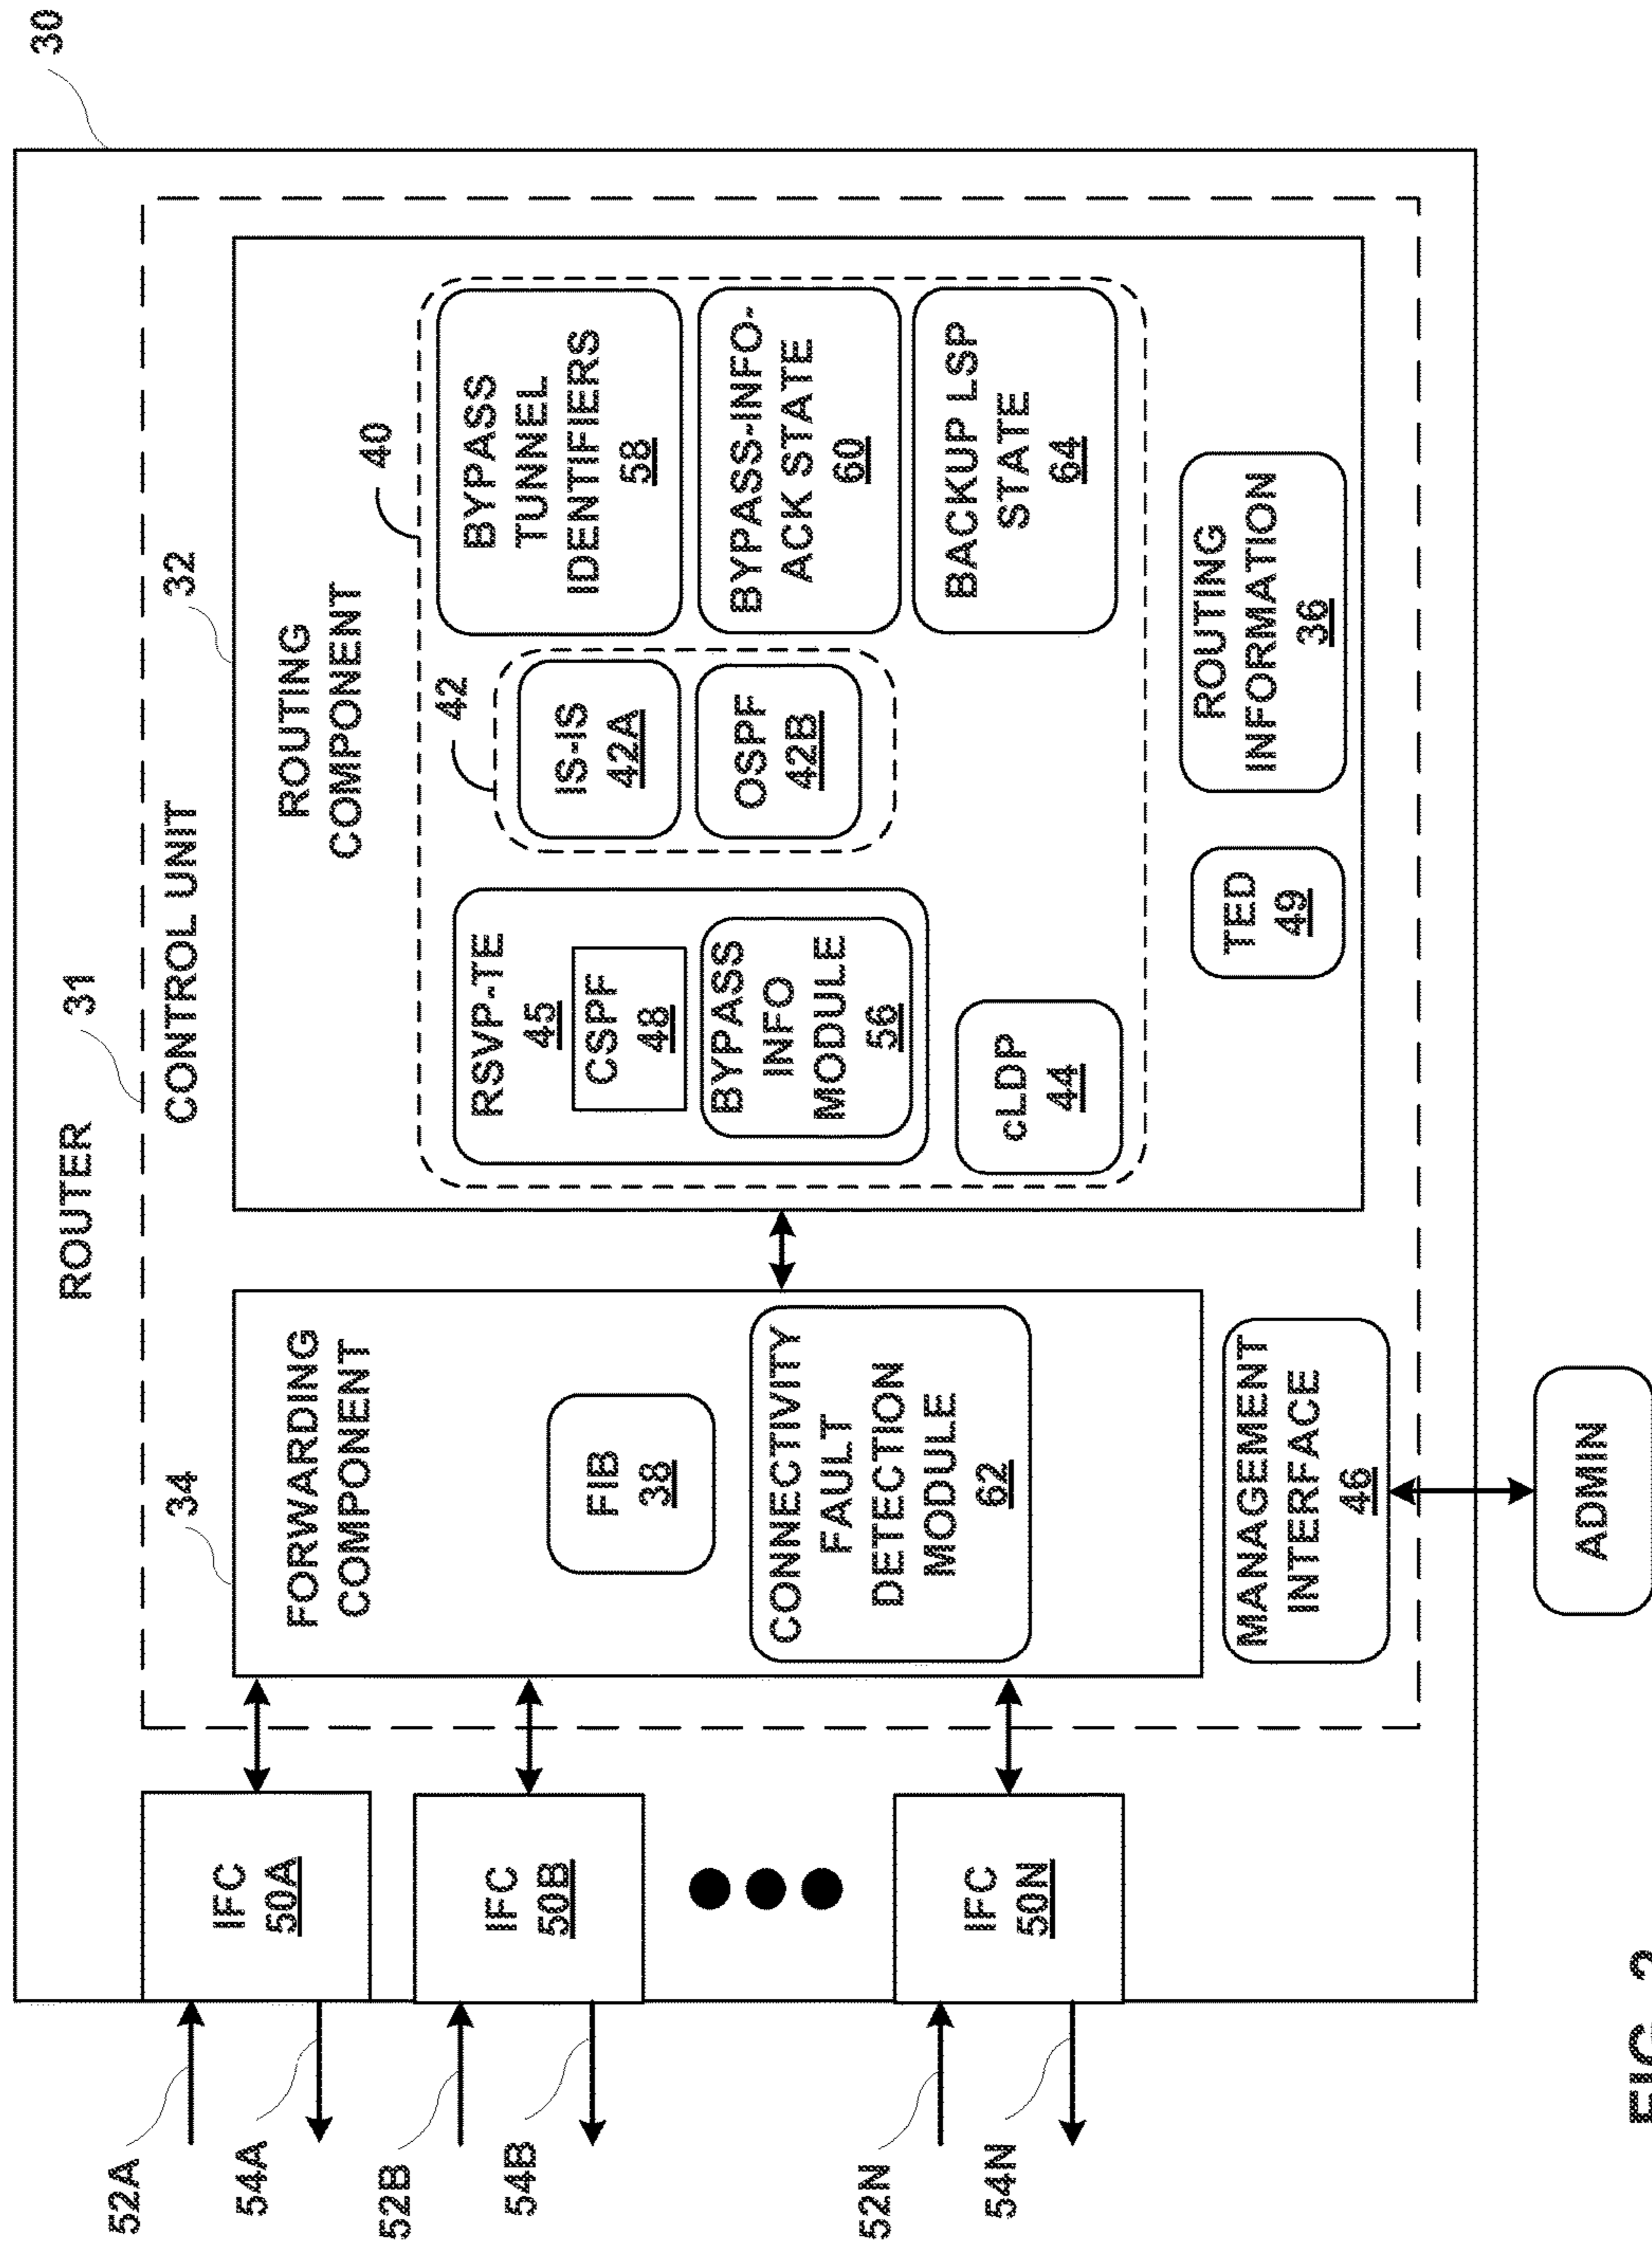 30
ROUTER
31
CONTROL UNIT
32
34
ROUTING
COMPONENT
40
FORWARDING
COMPONENT
FIB
38
CONNECTIVITY
FAULT
DETECTION
MODULE
62
MANAGEMENT
INTERFACE
46
ADMIN
RSVP-TE
45
CSPF
48
BYPASS
INFO
MODULE
56
cLDP
44
42
IS-IS
42A
OSPF
42B
BYPASS
TUNNEL
IDENTIFIERS
58
BYPASS-INFO-
ACK STATE
60
BACKUP LSP
STATE
64
TED
49
ROUTING
INFORMATION
36
IFC
50A
IFC
50B
IFC
50N
52A
54A
52B
54B
52N
54N